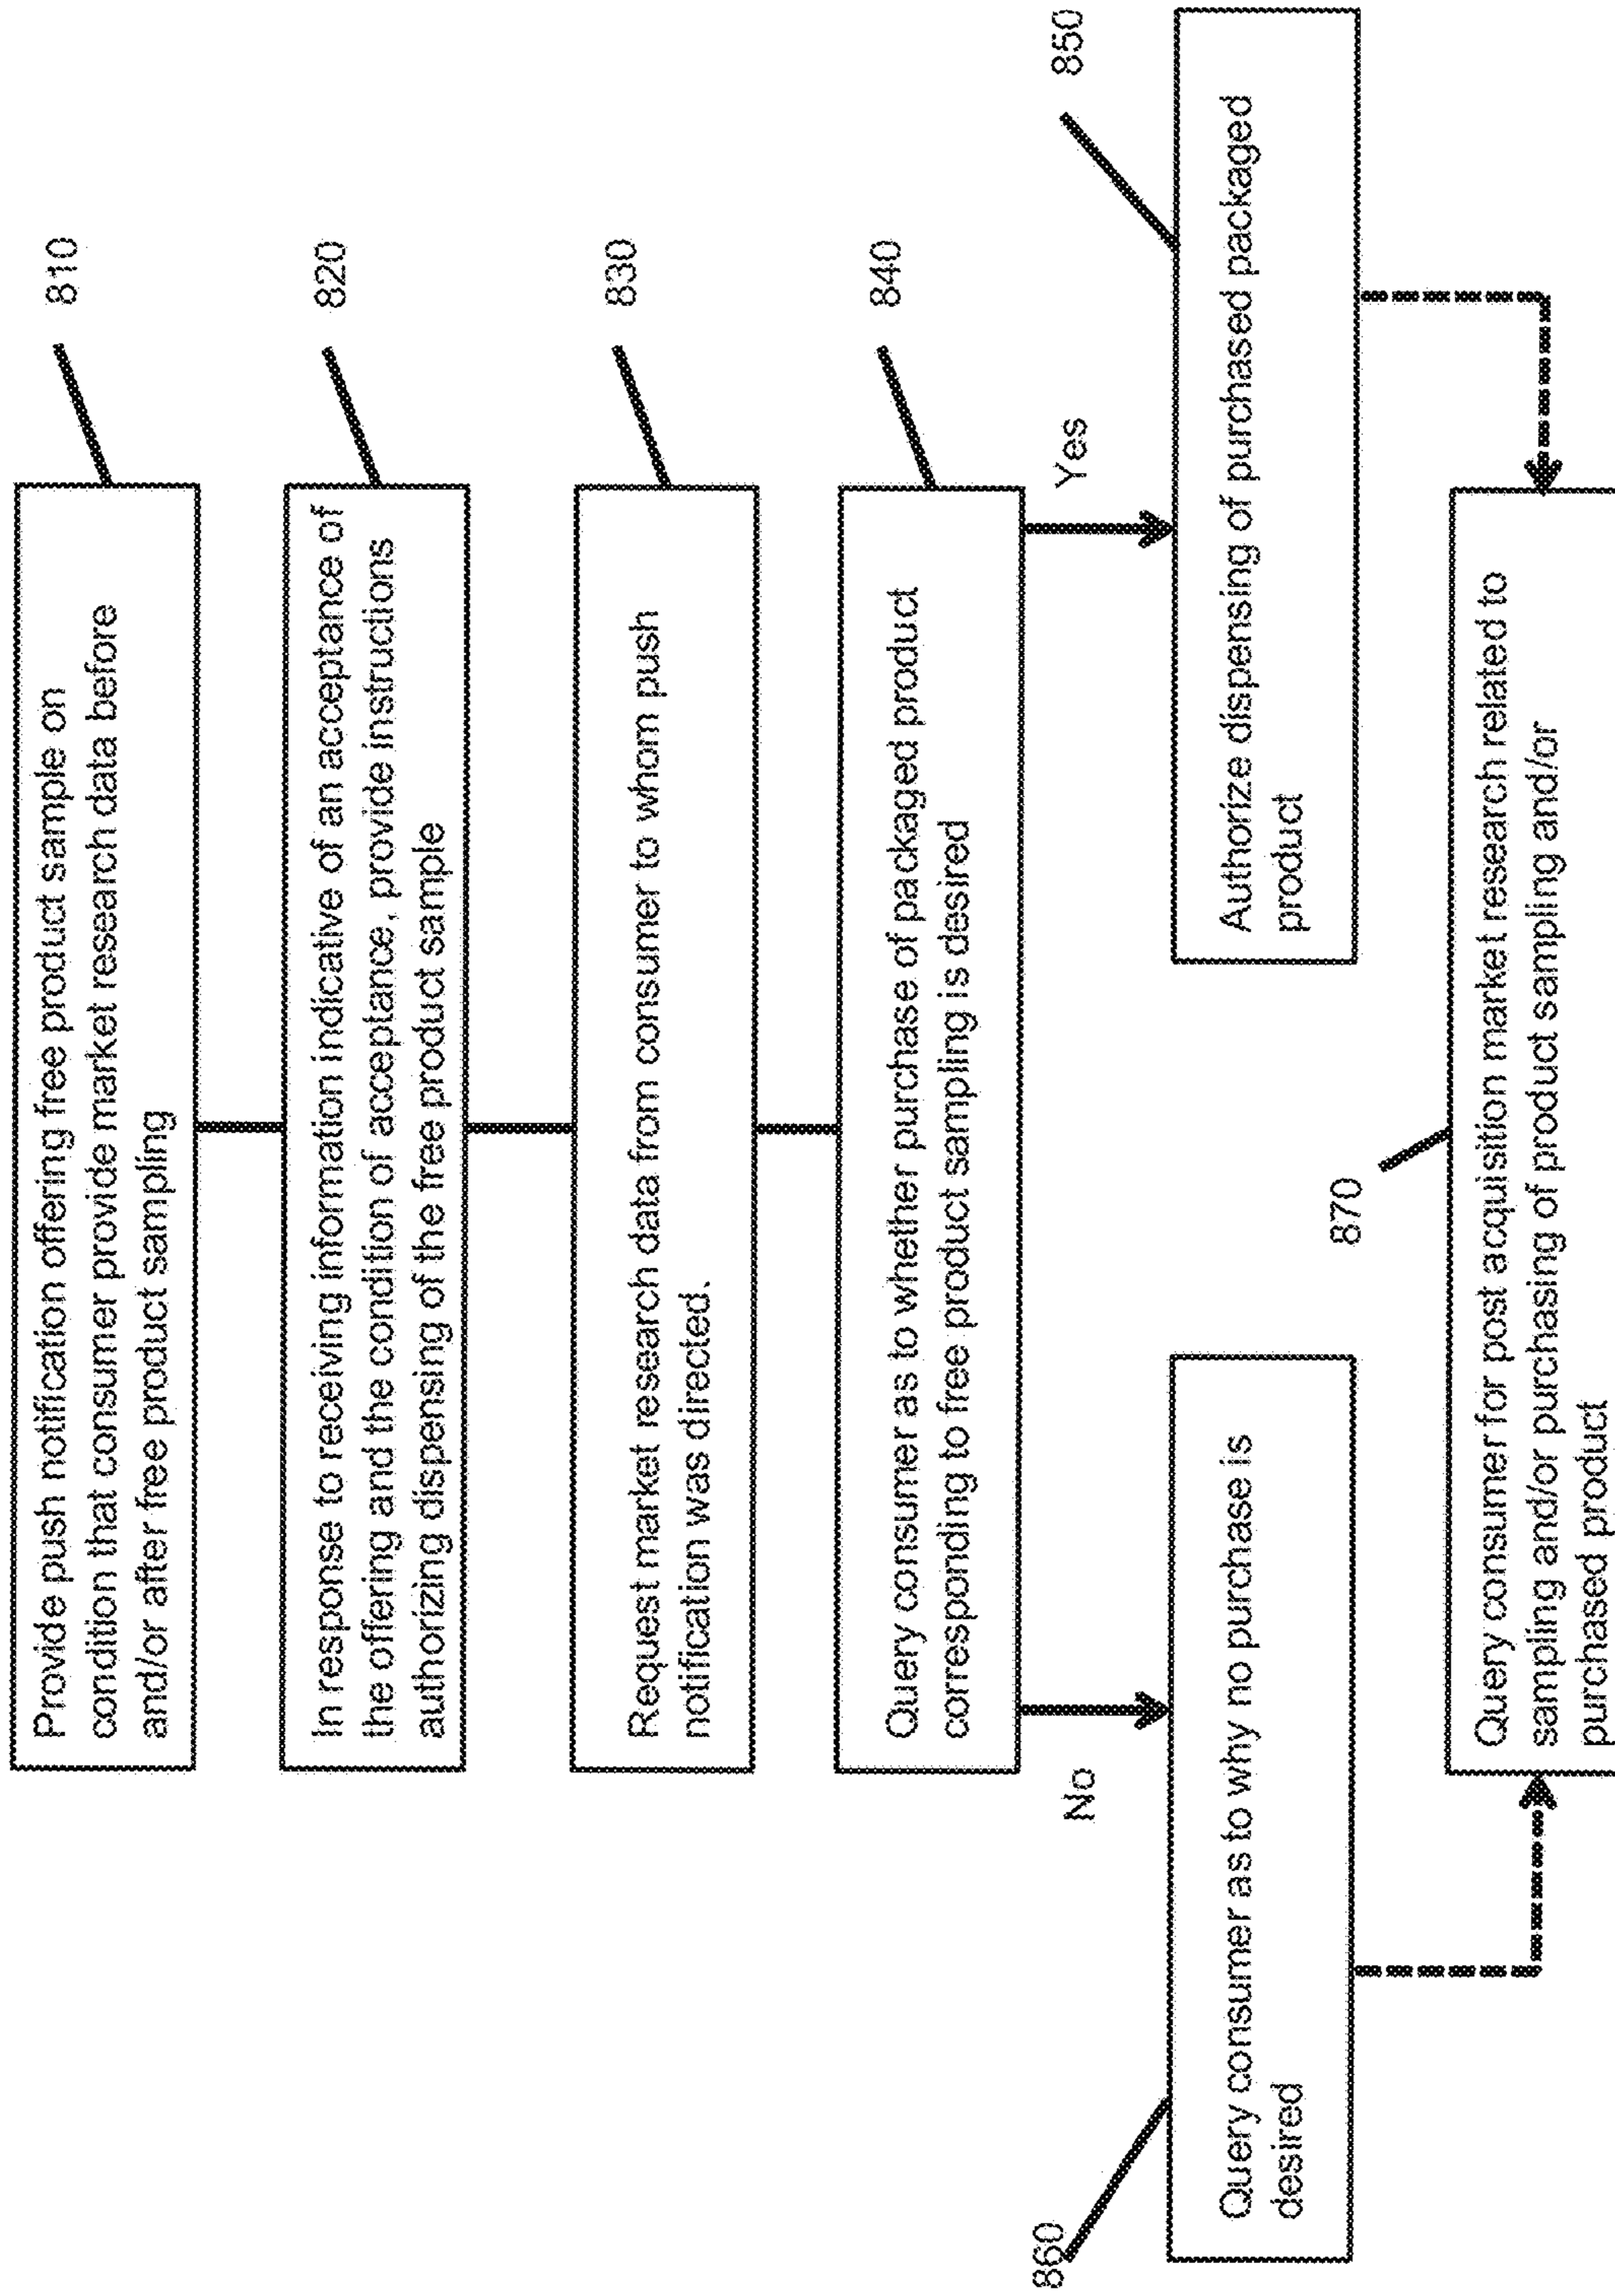 Provide push notification offering free product sample on
condition that consumer provide market research data before
and/or after free product sampling
810
In response to receiving information indicative of an acceptance of
the offering and the condition of acceptance, provide instructions
authorizing dispensing of the free product sample
820
Request market research data from consumer to whom push
notification was directed.
830
Query consumer as to whether purchase of packaged product
corresponding to free product sampling is desired
840
No
Yes
860
Query consumer as to why no purchase is
desired
850
Authorize dispensing of purchased packaged
product
870
Query consumer for post acquisition market research related to
sampling and/or purchasing of product sampling and/or
purchased product